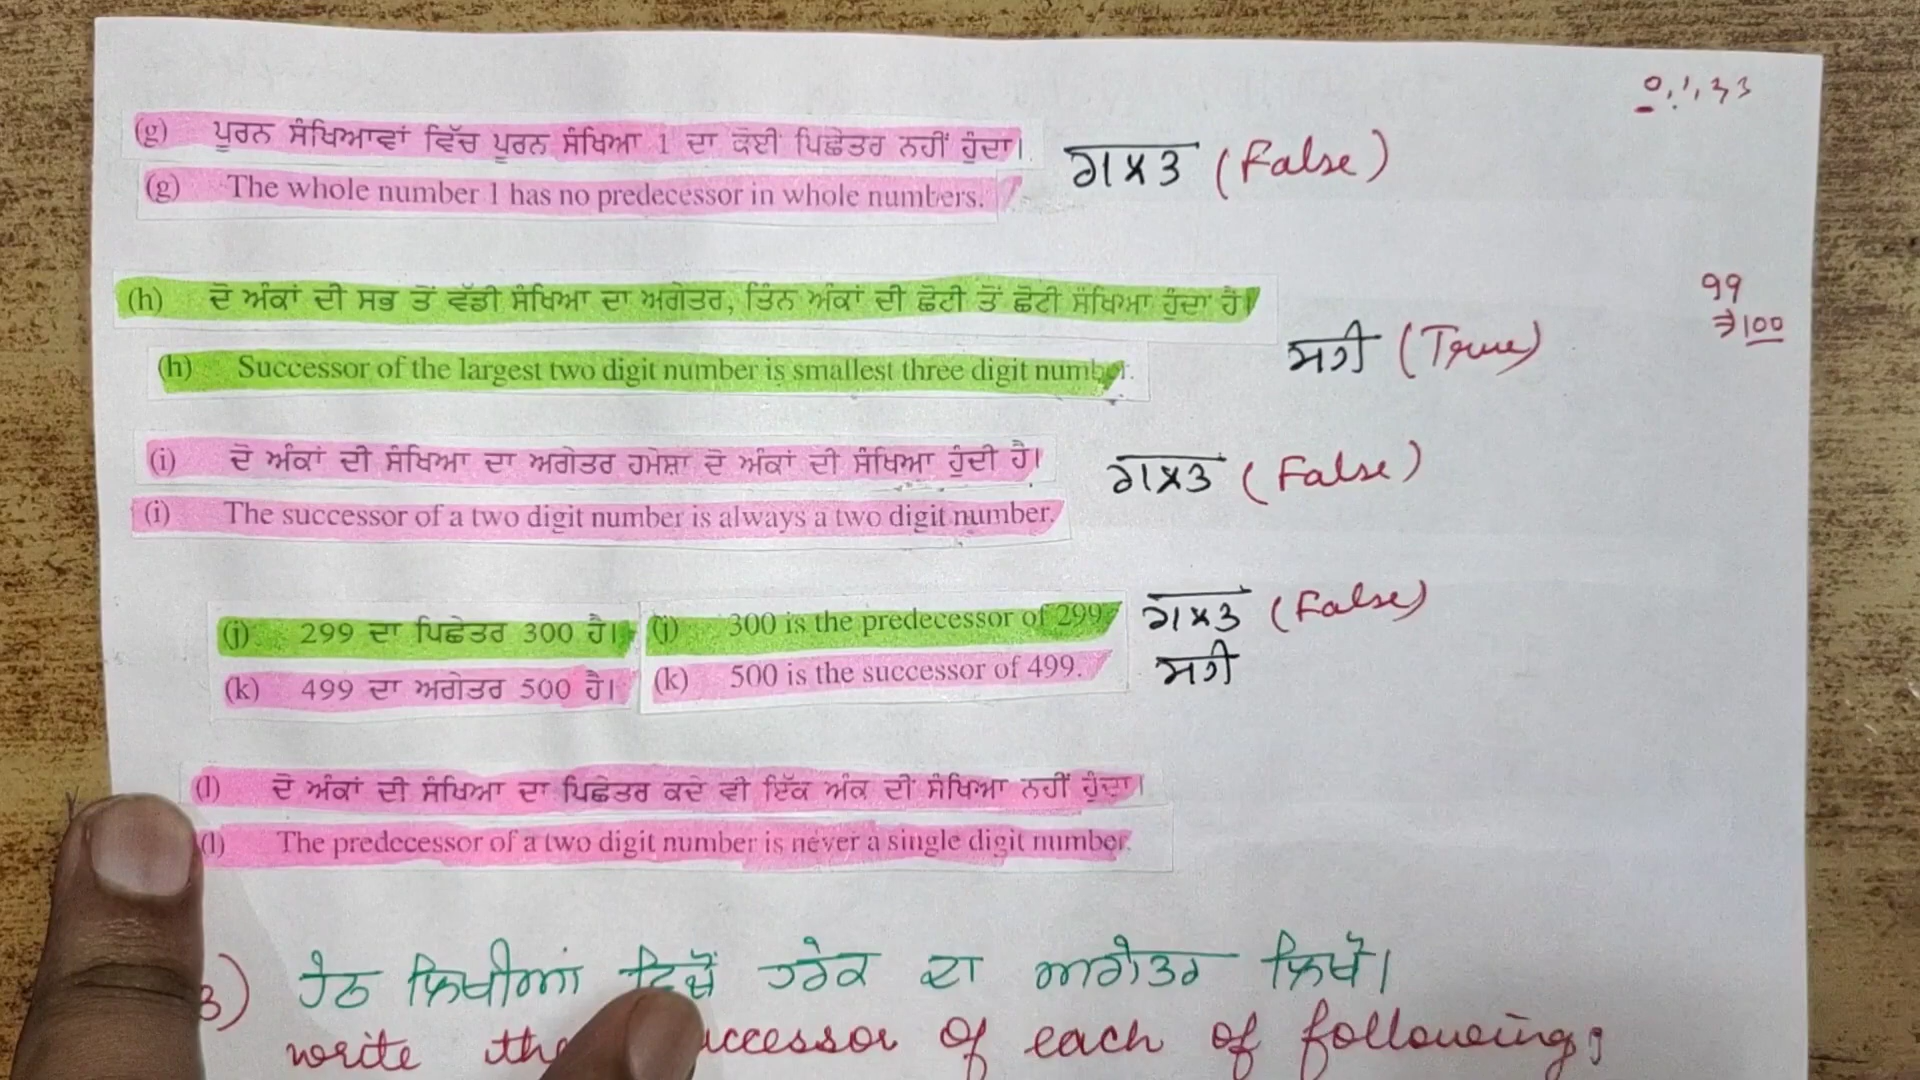 0, 1, 2, 3
(g) ਪੂਰਨ ਸੰਖਿਆਵਾਂ ਵਿੱਚ ਪੂਰਨ ਸੰਖਿਆ 1 ਦਾ ਕੋਈ ਪਿਛੇਤਰ ਨਹੀਂ ਹੁੰਦਾ।
ਗਲਤ (False)
(g) The whole number 1 has no predecessor in whole numbers.
(h) ਦੋ ਅੰਕਾਂ ਦੀ ਸਭ ਤੋਂ ਵੱਡੀ ਸੰਖਿਆ ਦਾ ਅਗੇਤਰ, ਤਿੰਨ ਅੰਕਾਂ ਦੀ ਛੋਟੀ ਤੋਂ ਛੋਟੀ ਸੰਖਿਆ ਹੁੰਦਾ ਹੈ।
99
⇒100
(h) Successor of the largest two digit number is smallest three digit number.
ਸਹੀ (True)
(i) ਦੋ ਅੰਕਾਂ ਦੀ ਸੰਖਿਆ ਦਾ ਅਗੇਤਰ ਹਮੇਸ਼ਾ ਦੋ ਅੰਕਾਂ ਦੀ ਸੰਖਿਆ ਹੁੰਦੀ ਹੈ।
ਗਲਤ (False)
(i) The successor of a two digit number is always a two digit number.
(j) 299 ਦਾ ਪਿਛੇਤਰ 300 ਹੈ। (j) 300 is the predecessor of 299 ਗਲਤ (False)
(k) 499 ਦਾ ਅਗੇਤਰ 500 ਹੈ। (k) 500 is the successor of 499. ਸਹੀ
(l) ਦੋ ਅੰਕਾਂ ਦੀ ਸੰਖਿਆ ਦਾ ਪਿਛੇਤਰ ਕਦੇ ਵੀ ਇੱਕ ਅੰਕ ਦੀ ਸੰਖਿਆ ਨਹੀਂ ਹੁੰਦਾ।
(l) The predecessor of a two digit number is never a single digit number.
3) ਹੇਠ ਲਿਖੀਆਂ ਵਿਚੋਂ ਹਰੇਕ ਦਾ ਅਗੇਤਰ ਲਿਖੋ।
write of each of following;